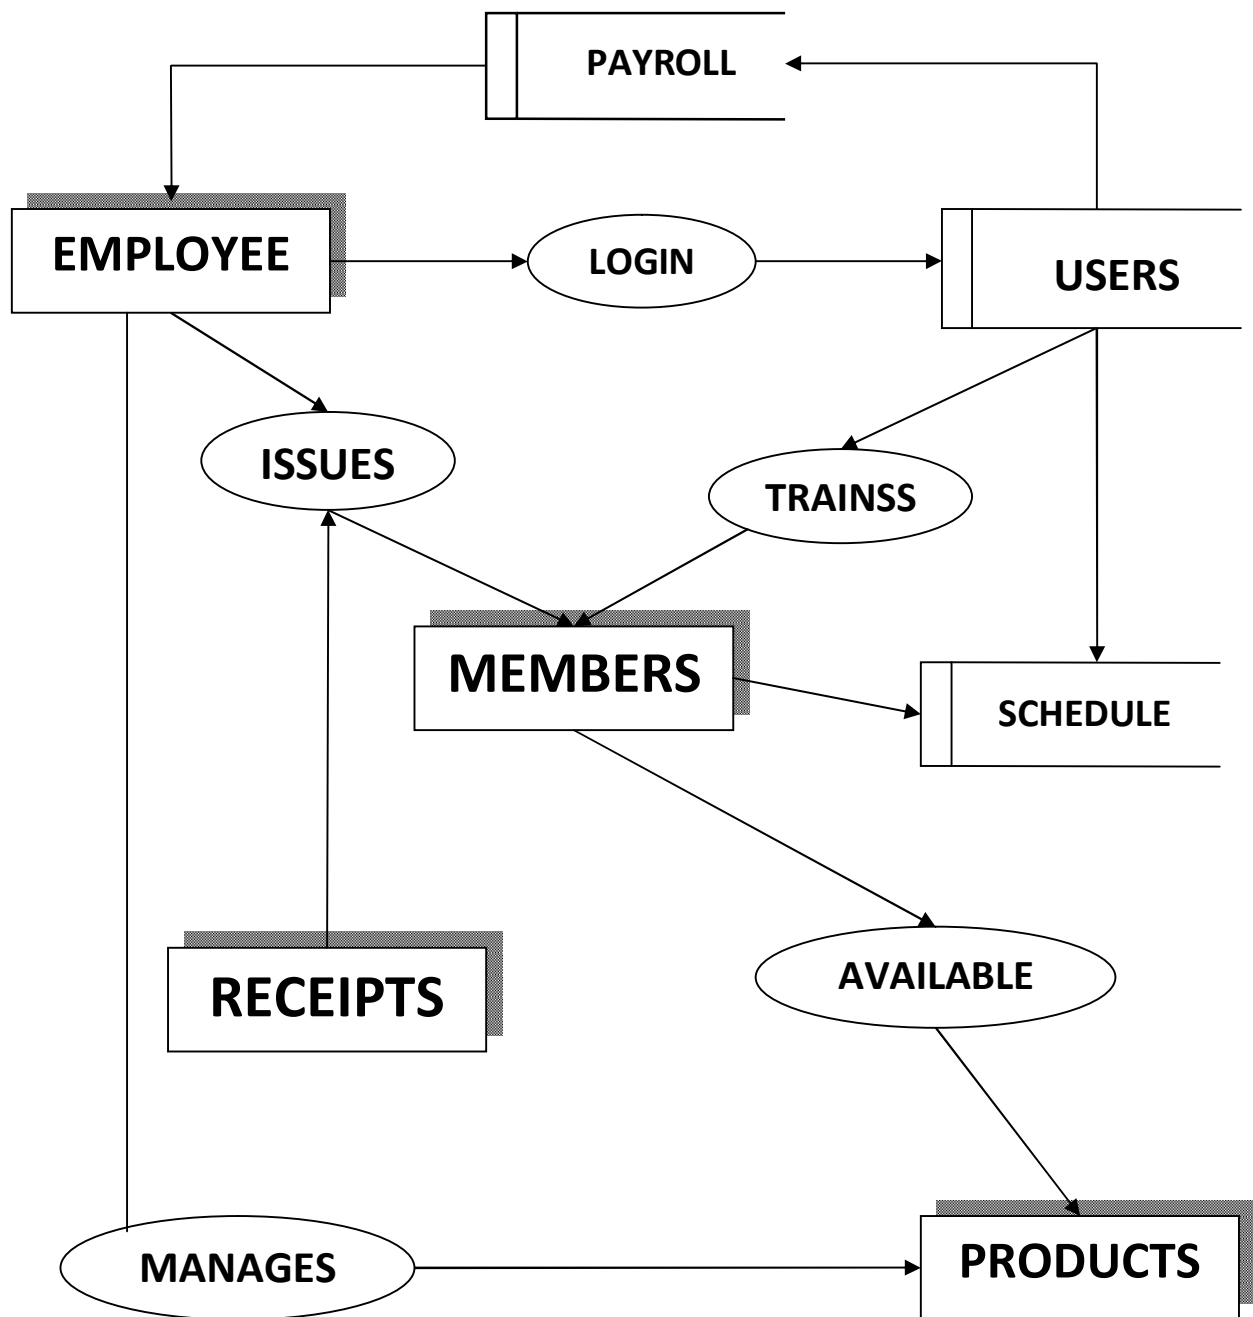 PAYROLL
EMPLOYEE
LOGIN
USERS
ISSUES
TRAINSS
MEMBERS
SCHEDULE
RECEIPTS
AVAILABLE
MANAGES
PRODUCTS